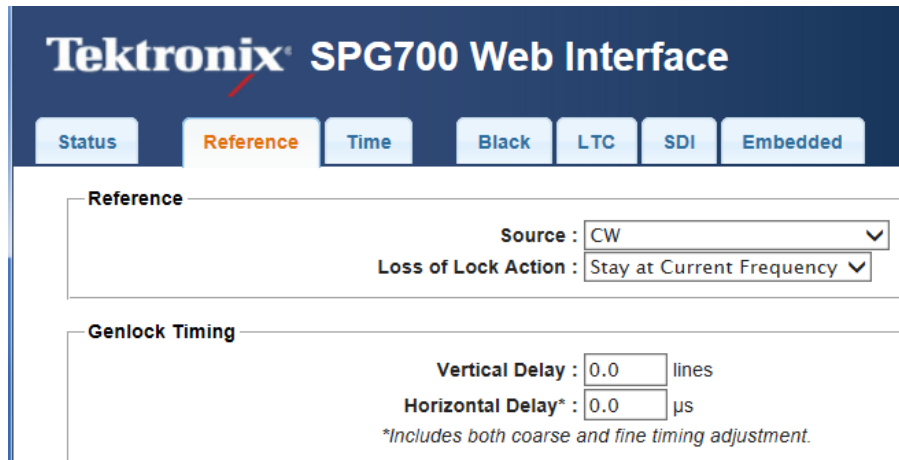 Tektronix® SPG700 Web Interface
Status Reference Time Black LTC SDI Embedded
Reference
Source : CW
Loss of Lock Action : Stay at Current Frequency
Genlock Timing
Vertical Delay : 0.0 lines
Horizontal Delay* : 0.0 µs
*Includes both coarse and fine timing adjustment.